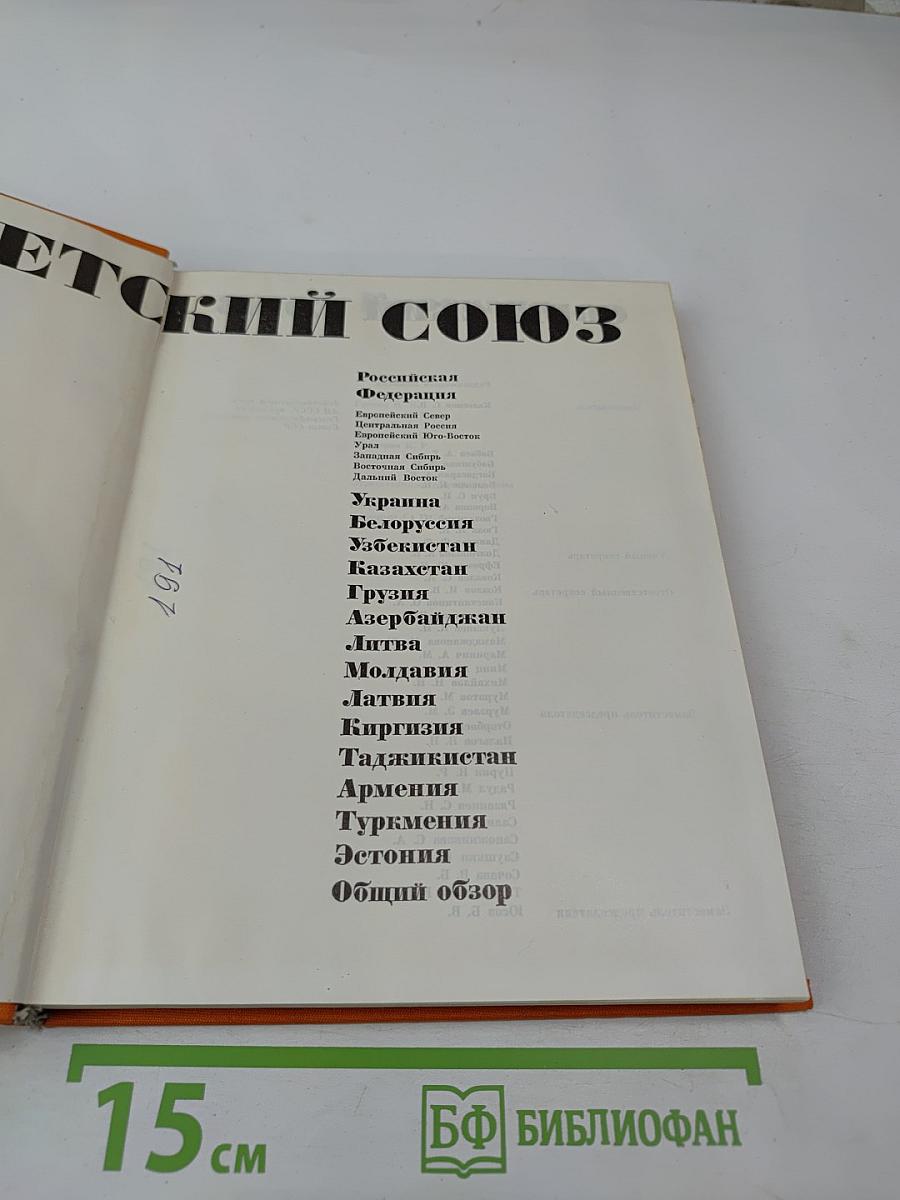 ЕТСКИЙ СОЮЗ
Российская
Федерация
Европейский Север
Центральная Россия
Европейский Юго-Восток
Урал
Западная Сибирь
Восточная Сибирь
Дальний Восток
Украина
Белоруссия
Узбекистан
Казахстан
Грузия
Азербайджан
Литва
Молдавия
Латвия
Киргизия
Таджикистан
Армения
Туркмения
Эстония
Общий обзор
191
15 см
БФ БИБЛИОФАН